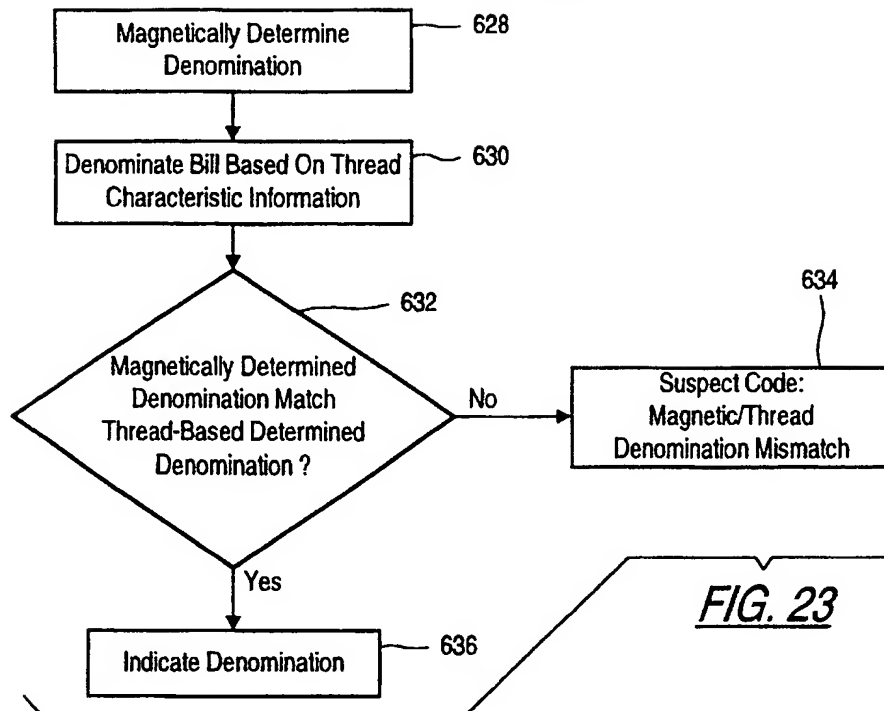 Magnetically Determine
Denomination
628
Denominate Bill Based On Thread
Characteristic Information
630
632
Magnetically Determined
Denomination Match
Thread-Based Determined
Denomination ?
No
634
Suspect Code:
Magnetic/Thread
Denomination Mismatch
Yes
Indicate Denomination
636
FIG. 23